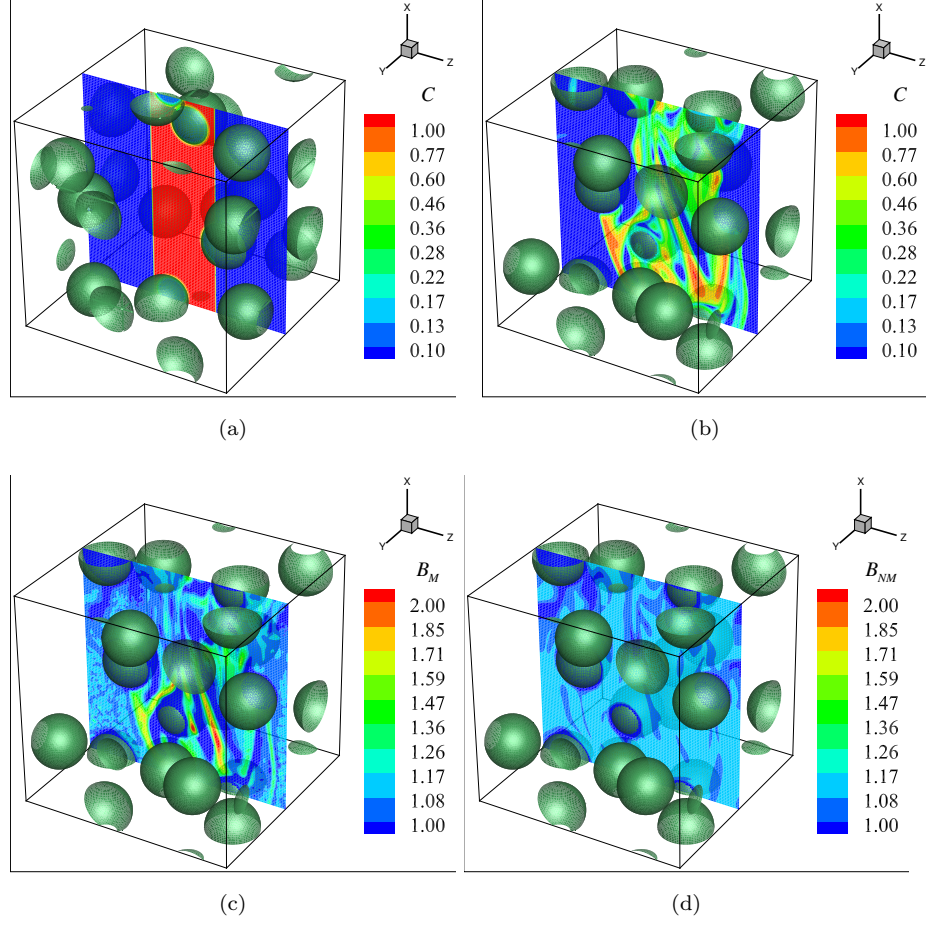 X
Y
Z
C
1.00
0.77
0.60
0.46
0.36
0.28
0.22
0.17
0.13
0.10
(a)
X
Y
Z
C
1.00
0.77
0.60
0.46
0.36
0.28
0.22
0.17
0.13
0.10
(b)
X
Y
Z
B_M
2.00
1.85
1.71
1.59
1.47
1.36
1.26
1.17
1.08
1.00
(c)
X
Y
Z
B_NM
2.00
1.85
1.71
1.59
1.47
1.36
1.26
1.17
1.08
1.00
(d)